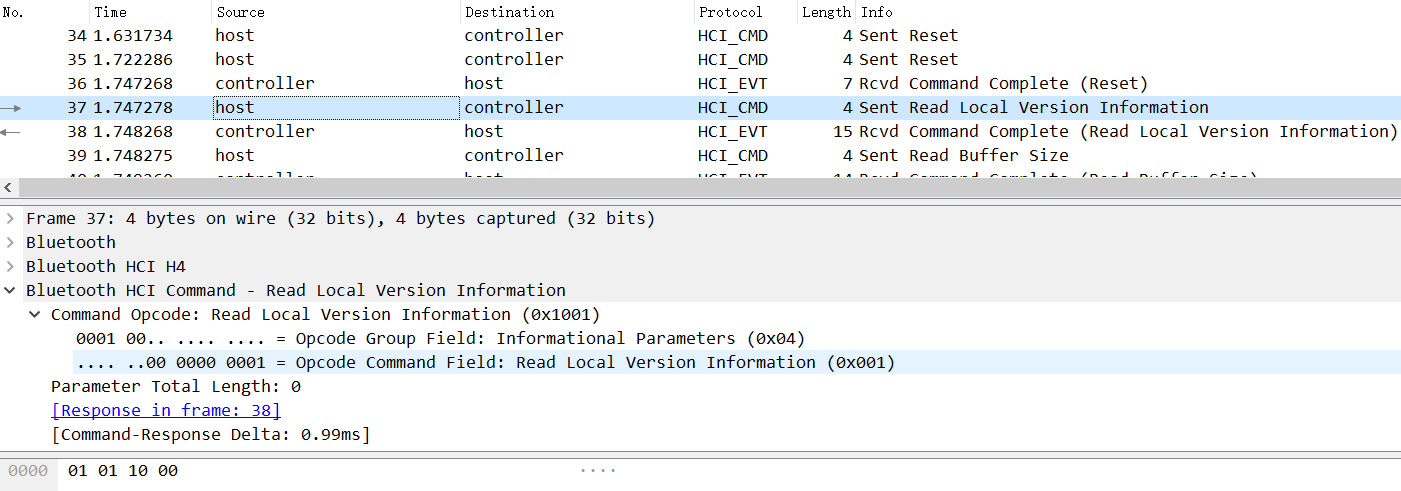 No. Time Source Destination Protocol Length Info
34 1.631734 host controller HCI_CMD 4 Sent Reset
35 1.722286 host controller HCI_CMD 4 Sent Reset
36 1.747268 controller host HCI_EVT 7 Rcvd Command Complete (Reset)
37 1.747278 host controller HCI_CMD 4 Sent Read Local Version Information
38 1.748268 controller host HCI_EVT 15 Rcvd Command Complete (Read Local Version Information)
39 1.748275 host controller HCI_CMD 4 Sent Read Buffer Size
Frame 37: 4 bytes on wire (32 bits), 4 bytes captured (32 bits)
Bluetooth
Bluetooth HCI H4
Bluetooth HCI Command - Read Local Version Information
Command Opcode: Read Local Version Information (0x1001)
0001 00.. .... .... = Opcode Group Field: Informational Parameters (0x04)
.... ..00 0000 0001 = Opcode Command Field: Read Local Version Information (0x001)
Parameter Total Length: 0
[Response in frame: 38]
[Command-Response Delta: 0.99ms]
0000 01 01 10 00 ····